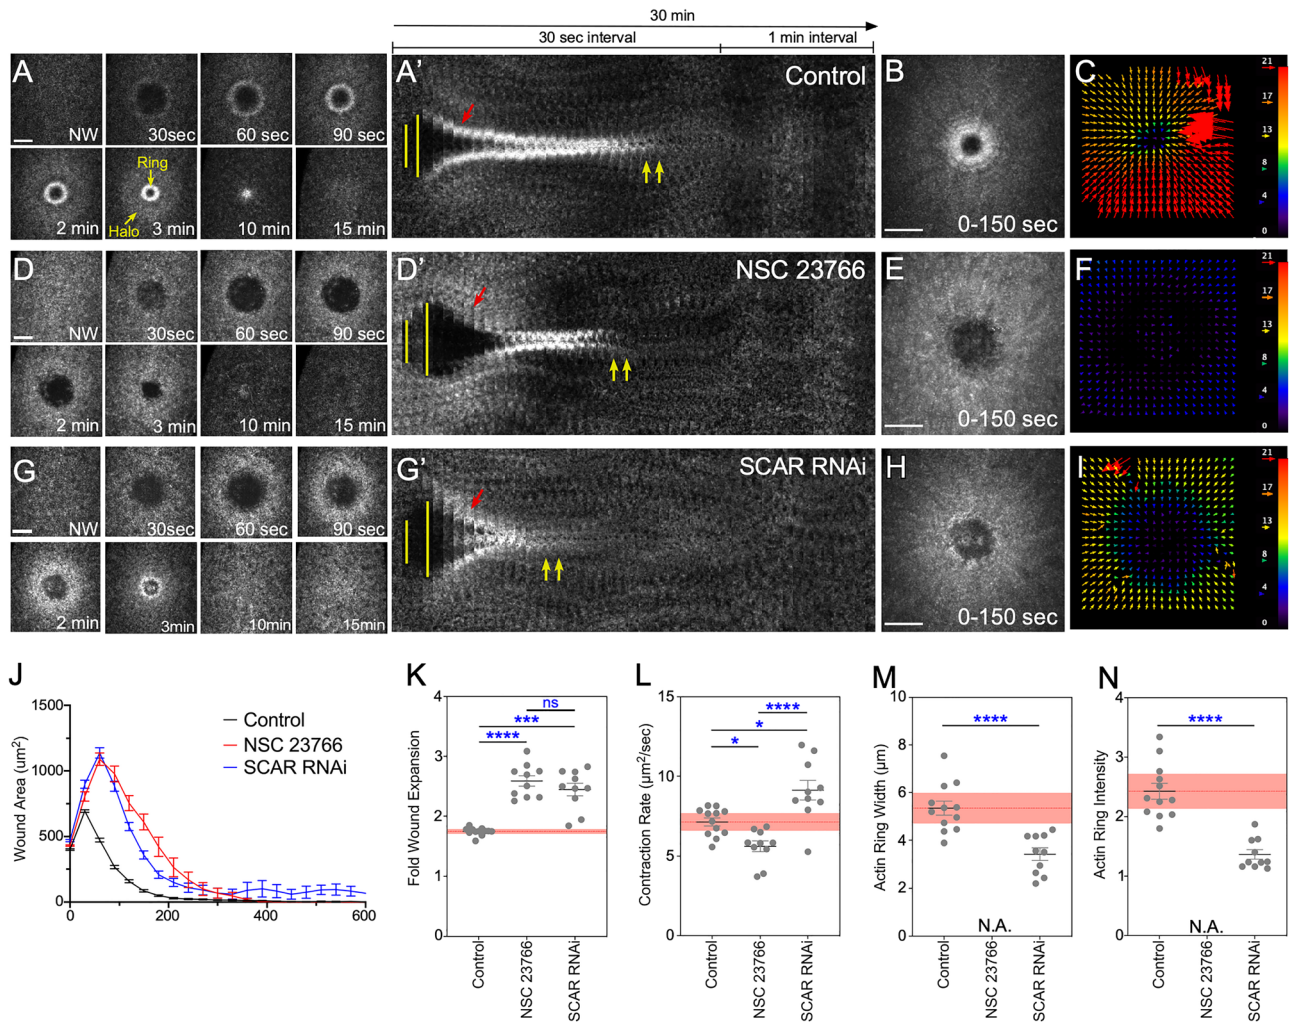 30 min
30 sec interval
1 min interval
A
NW
30sec
60 sec
90 sec
2 min
Ring
Halo
3 min
10 min
15 min
A'
Control
B
0-150 sec
C
21
17
13
8
4
0
D
NW
30sec
60 sec
90 sec
2 min
3 min
10 min
15 min
D'
NSC 23766
E
0-150 sec
F
21
17
13
8
4
0
G
NW
30sec
60 sec
90 sec
2 min
3min
10min
15min
G'
SCAR RNAi
H
0-150 sec
I
21
17
13
8
4
0
J
Wound Area (um²)
1500
1000
500
0
0
200
400
600
Control
NSC 23766
SCAR RNAi
K
Fold Wound Expansion
4
3
2
1
0
ns
***
****
Control
NSC 23766
SCAR RNAi
L
Contraction Rate (µm²/sec)
15
10
5
0
****
*
*
Control
NSC 23766
SCAR RNAi
M
Actin Ring Width (µm)
10
8
6
4
2
0
****
N.A.
Control
NSC 23766
SCAR RNAi
N
Actin Ring Intensity
4
3
2
1
0
****
N.A.
Control
NSC 23766
SCAR RNAi